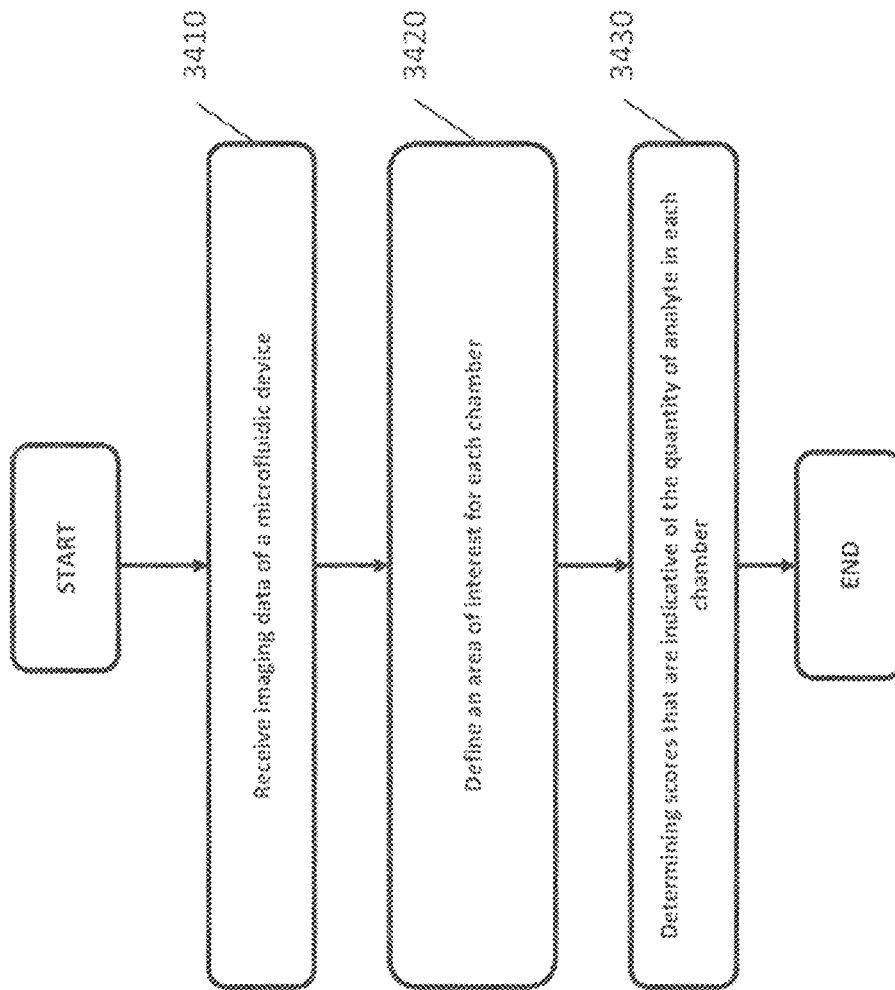 START
Receive imaging data of a microfluidic device
3410
Define an area of interest for each chamber
3420
Determining scores that are indicative of the quantity of analyte in each
chamber
3430
END